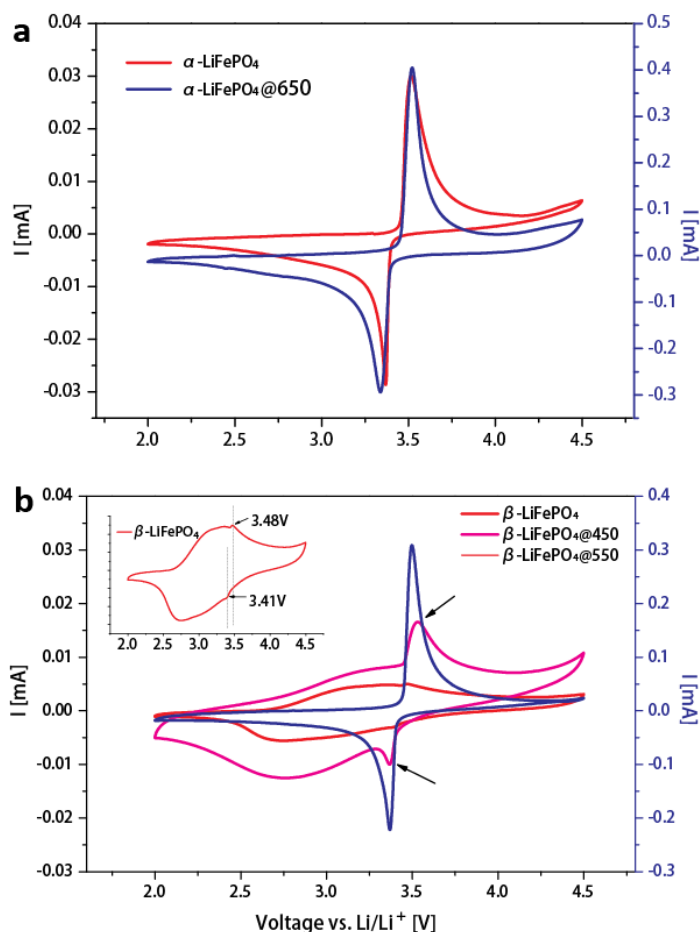 a
α-LiFePO₄
α-LiFePO₄@650
I [mA]
0.04
0.03
0.02
0.01
0.00
-0.01
-0.02
-0.03
0.5
0.4
0.3
0.2
0.1
0.0
-0.1
-0.2
-0.3
I [mA]
2.0 2.5 3.0 3.5 4.0 4.5
b
β-LiFePO₄
3.48V
3.41V
2.0 2.5 3.0 3.5 4.0 4.5
β-LiFePO₄
β-LiFePO₄@450
β-LiFePO₄@550
I [mA]
0.04
0.03
0.02
0.01
0.00
-0.01
-0.02
-0.03
0.4
0.3
0.2
0.1
0.0
-0.1
-0.2
-0.3
I [mA]
2.0 2.5 3.0 3.5 4.0 4.5
Voltage vs. Li/Li⁺ [V]